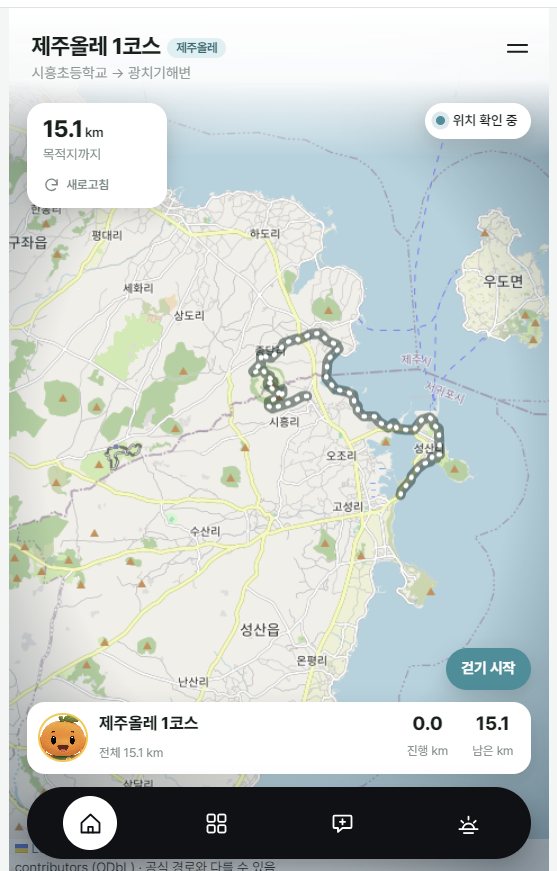 제주올레 1코스 제주올레
시흥초등학교 → 광치기해변
15.1 km
목적지까지
새로고침
위치 확인 중
구좌읍
평대리
하도리
세화리
상도리
우도면
제주시
서귀포시
시흥리
오조리
고성리
수산리
성산읍
온평리
난산리
걷기 시작
제주올레 1코스
전체 15.1 km
0.0
진행 km
15.1
남은 km
삼달리
contributors (ODbL) · 공식 경로와 다를 수 있음